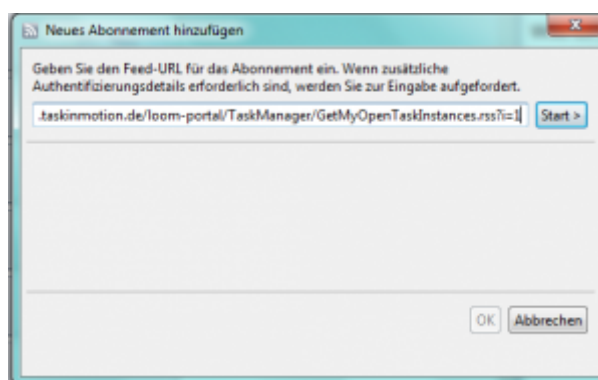 Neues Abonnement hinzufügen
Geben Sie den Feed-URL für das Abonnement ein. Wenn zusätzliche
Authentifizierungsdetails erforderlich sind, werden Sie zur Eingabe aufgefordert.
.taskinmotion.de/loom-portal/TaskManager/GetMyOpenTaskInstances.rss?i=1 Start >
OK Abbrechen